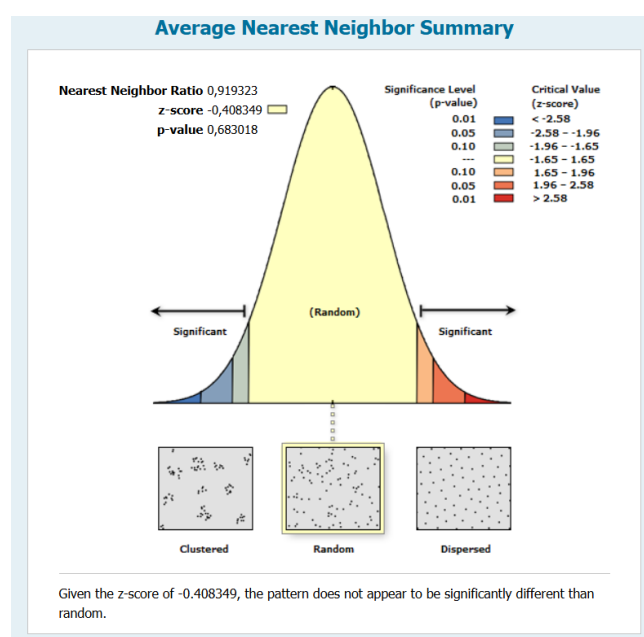 Average Nearest Neighbor Summary
Nearest Neighbor Ratio 0,919323
z-score -0,408349
p-value 0,683018
Significance Level
(p-value)
Critical Value
(z-score)
0.01 < -2.58
0.05 -2.58 - -1.96
0.10 -1.96 - -1.65
--- -1.65 - 1.65
0.10 1.65 - 1.96
0.05 1.96 - 2.58
0.01 > 2.58
(Random)
Significant
Significant
Clustered
Random
Dispersed
Given the z-score of -0.408349, the pattern does not appear to be significantly different than
random.